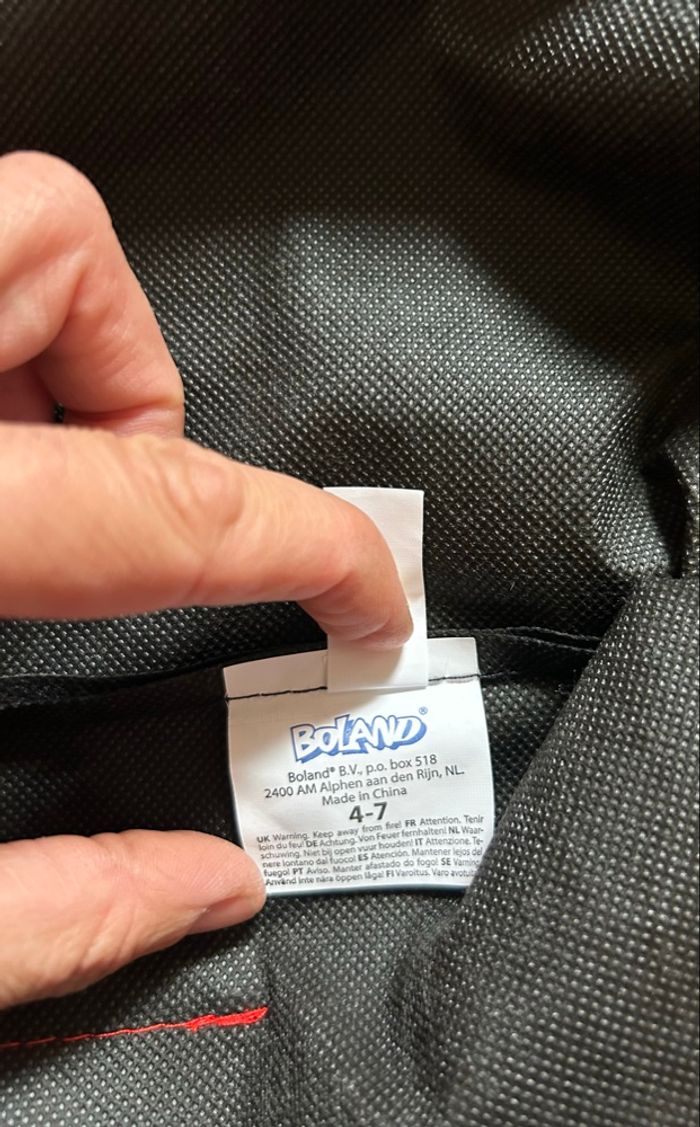 BOLAND®
Boland® B.V., p.o. box 518
2400 AM Alphen aan den Rijn, NL.
Made in China
4-7
UK Warning. Keep away from fire! FR Attention. Tenir
loin du feu! DE Achtung. Von Feuer fernhalten! NL Waar-
schuwing. Niet bij open vuur houden! IT Attenzione. Te-
nere lontano dal fuoco! ES Atención. Mantener lejos del
fuego! PT Aviso. Manter afastado do fogo! SE Varning
Använd inte nära öppen låga! FI Varoitus. Varo avotulta